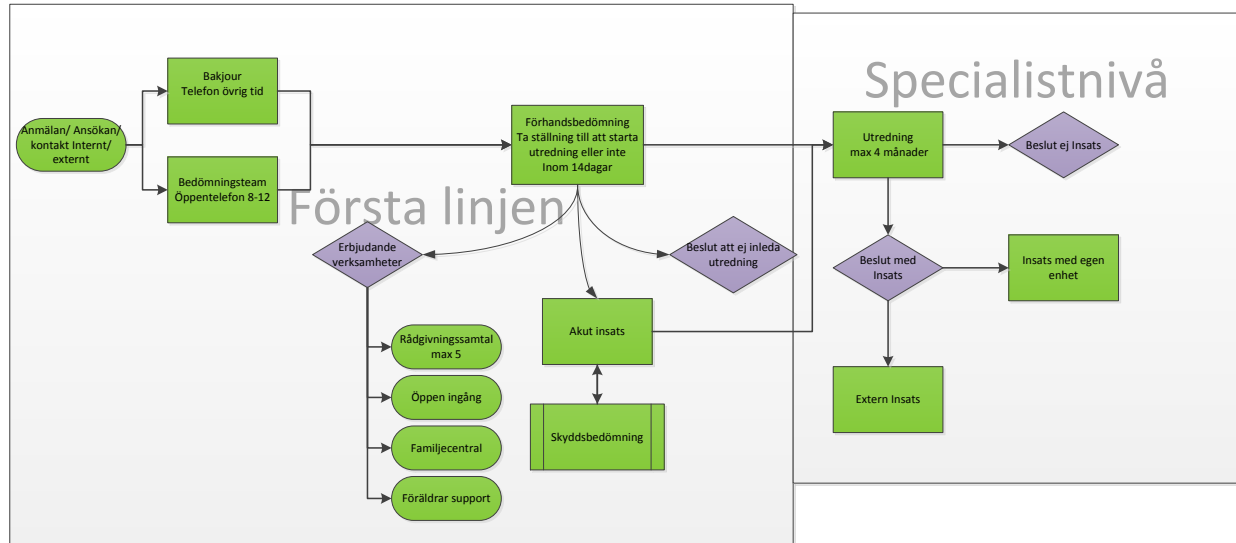 Specialistnivå
Första linjen
Anmälan/ Ansökan/
kontakt Internt/
externt
Bakjour
Telefon övrig tid
Bedömningsteam
Öppentelefon 8-12
Förhandsbedömning
Ta ställning till att starta
utredning eller inte
Inom 14dagar
Erbjudande
verksamheter
Rådgivningssamtal
max 5
Öppen ingång
Familjecentral
Föräldrar support
Akut insats
Skyddsbedömning
Beslut att ej inleda
utredning
Utredning
max 4 månader
Beslut ej Insats
Beslut med
Insats
Insats med egen
enhet
Extern Insats